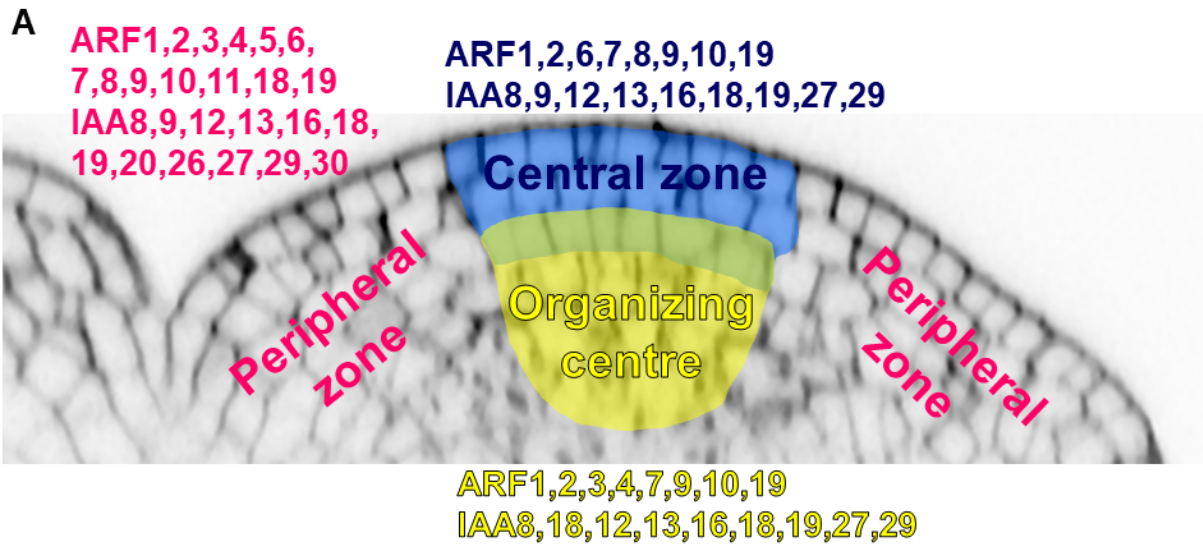 A
ARF1,2,3,4,5,6,
7,8,9,10,11,18,19
IAA8,9,12,13,16,18,
19,20,26,27,29,30
ARF1,2,6,7,8,9,10,19
IAA8,9,12,13,16,18,19,27,29
Central zone
Organizing
centre
Peripheral
zone
Peripheral
zone
ARF1,2,3,4,7,9,10,19
IAA8,18,12,13,16,18,19,27,29